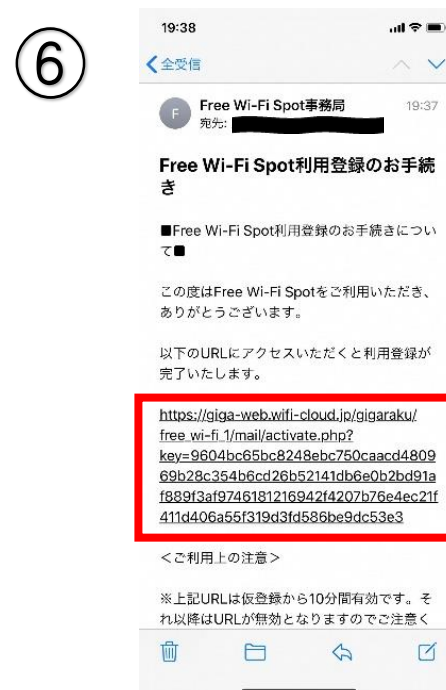 ⑥
19:38
全受信
F
Free Wi-Fi Spot事務局
19:37
宛先:
Free Wi-Fi Spot利用登録のお手続
き
■Free Wi-Fi Spot利用登録のお手続きについ
て■
この度はFree Wi-Fi Spotをご利用いただき、
ありがとうございます。
以下のURLにアクセスいただくと利用登録が
完了いたします。
https://giga-web.wifi-cloud.jp/gigaraku/
free_wi-fi_1/mail/activate.php?
key=9604bc65bc8248ebc750caacd4809
69b28c354b6cd26b52141db6e0b2bd91a
f889f3af9746181216942f4207b76e4ec21f
411d406a55f319d3fd586be9dc53e3
＜ご利用上の注意＞
※上記URLは仮登録から10分間有効です。そ
れ以降はURLが無効となりますのでご注意く